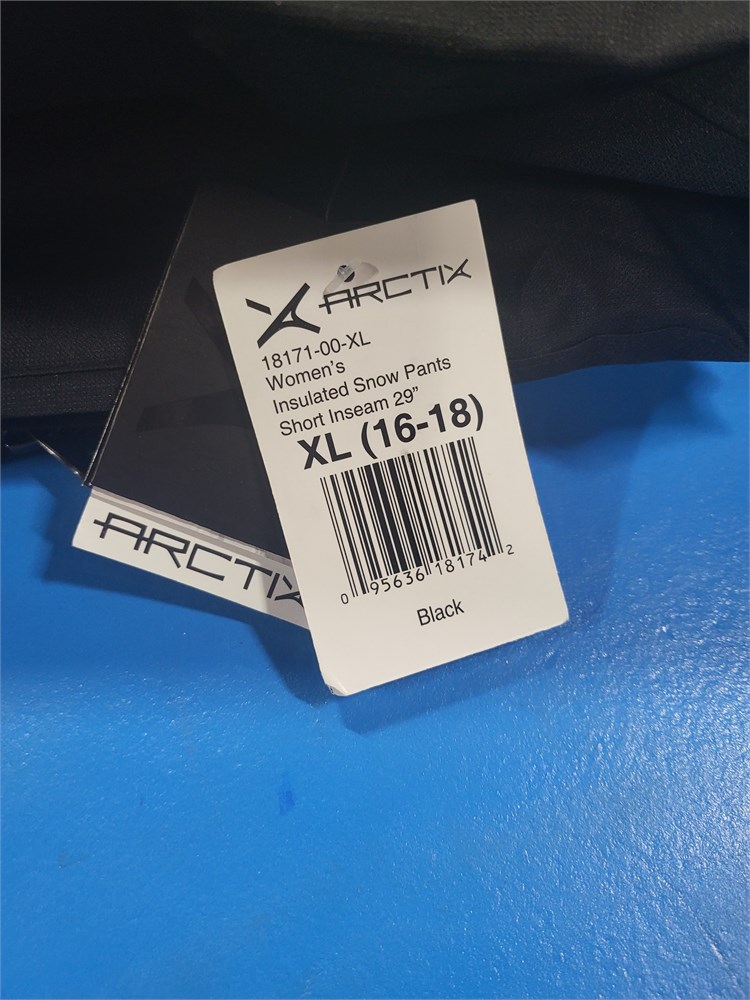 ARCTIX
18171-00-XL
Women's
Insulated Snow Pants
Short Inseam 29"
XL (16-18)
0 95636 18174 2
Black
ARCTIX